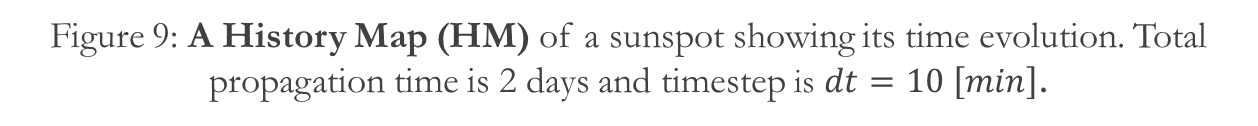 Figure 9: A History Map (HM) of a sunspot showing its time evolution. Total
propagation time is 2 days and timestep is dt = 10 [min].